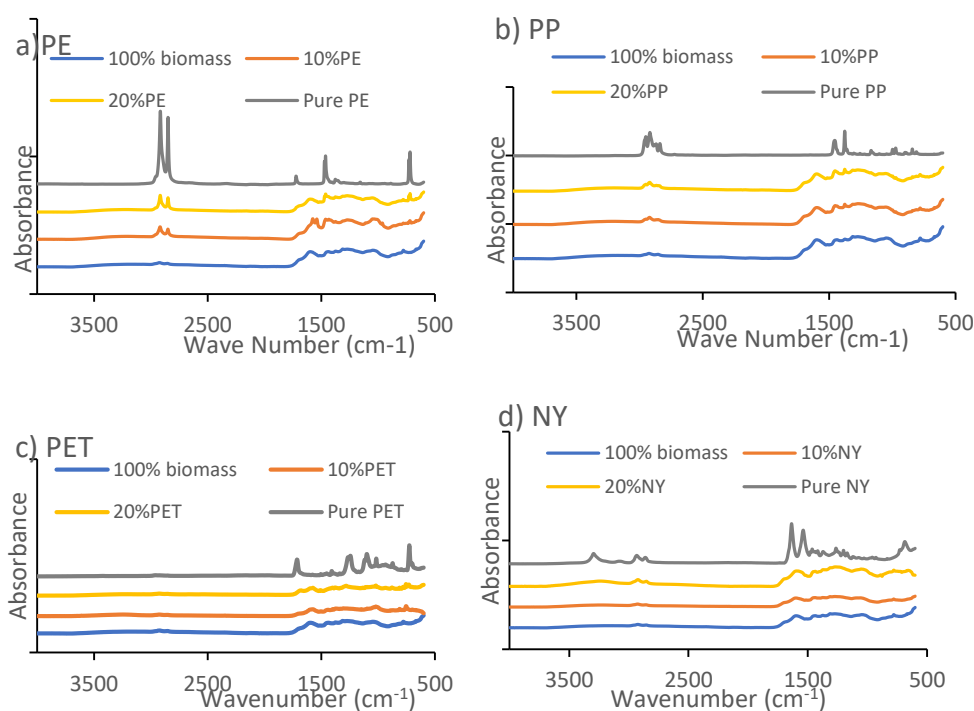 a)PE
100% biomass
10%PE
20%PE
Pure PE
Absorbance
3500
2500
1500
500
Wave Number (cm-1)
b) PP
100% biomass
10%PP
20%PP
Pure PP
Absorbance
3500
2500
1500
500
Wave Number (cm-1)
c) PET
100% biomass
10%PET
20%PET
Pure PET
Absorbance
3500
2500
1500
500
Wavenumber (cm⁻¹)
d) NY
100% biomass
10%NY
20%NY
Pure NY
Absorbance
3500
2500
1500
500
Wavenumber (cm⁻¹)